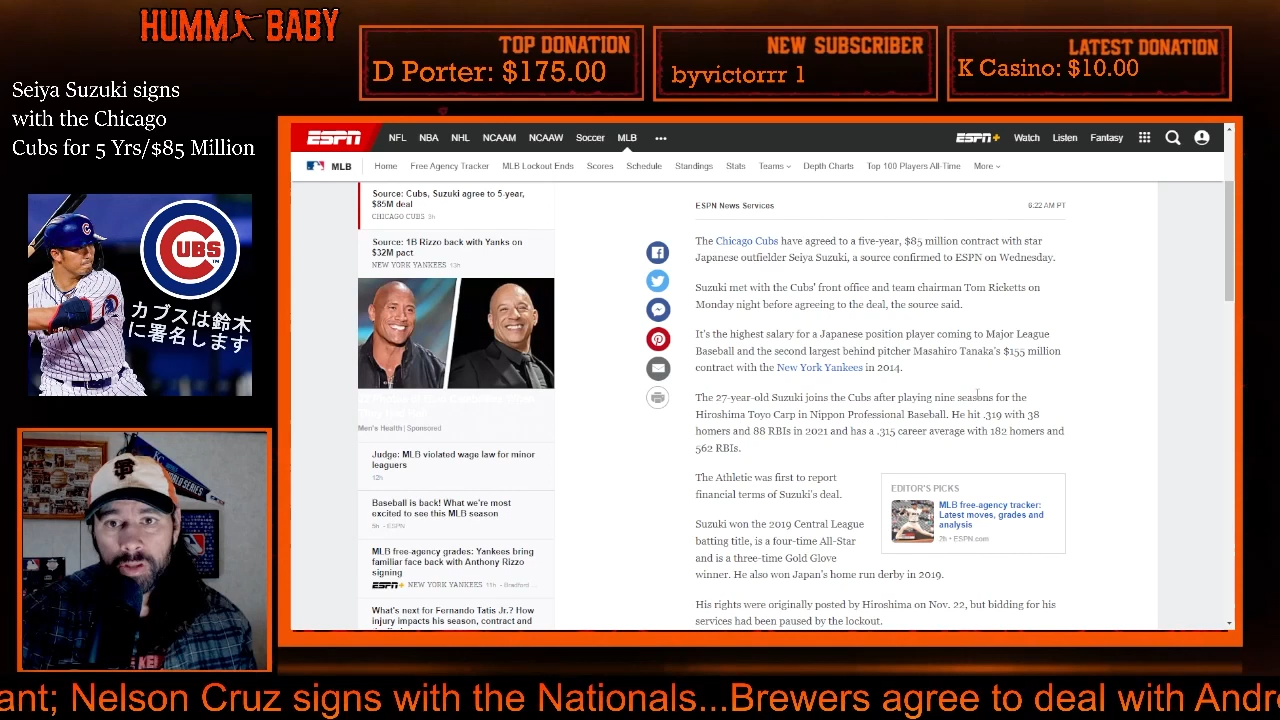 HUMM BABY
TOP DONATION
D Porter: $175.00
NEW SUBSCRIBER
byvictorrr 1
LATEST DONATION
K Casino: $10.00
Seiya Suzuki signs
with the Chicago
Cubs for 5 Yrs/$85 Million
CUBS
カブスは鈴木
に署名します
ESPN
NFL NBA NHL NCAAM NCAAW Soccer MLB •••
ESPN+ Watch Listen Fantasy
MLB Home Free Agency Tracker MLB Lockout Ends Scores Schedule Standings Stats Teams Depth Charts Top 100 Players All-Time More
Source: Cubs, Suzuki agree to 5-year,
$85M deal
CHICAGO CUBS
Source: 1B Rizzo back with Yanks on
$32M pact
NEW YORK YANKEES 13h
Men's Health | Sponsored
Judge: MLB violated wage law for minor
leaguers
12h
Baseball is back! What we're most
excited to see this MLB season
ESPN
MLB free-agency grades: Yankees bring
familiar face back with Anthony Rizzo
signing
ESPN+ NEW YORK YANKEES 11h - Bradford ...
What's next for Fernando Tatis Jr.? How
injury impacts his season, contract and
ESPN News Services
6:22 AM PT
The Chicago Cubs have agreed to a five-year, $85 million contract with star
Japanese outfielder Seiya Suzuki, a source confirmed to ESPN on Wednesday.
Suzuki met with the Cubs' front office and team chairman Tom Ricketts on
Monday night before agreeing to the deal, the source said.
It's the highest salary for a Japanese position player coming to Major League
Baseball and the second largest behind pitcher Masahiro Tanaka's $155 million
contract with the New York Yankees in 2014.
The 27-year-old Suzuki joins the Cubs after playing nine seasons for the
Hiroshima Toyo Carp in Nippon Professional Baseball. He hit .319 with 38
homers and 88 RBIs in 2021 and has a .315 career average with 182 homers and
562 RBIs.
The Athletic was first to report
financial terms of Suzuki's deal.
Suzuki won the 2019 Central League
batting title, is a four-time All-Star
and is a three-time Gold Glove
winner. He also won Japan's home run derby in 2019.
EDITOR'S PICKS
MLB free-agency tracker:
Latest moves, grades and
analysis
2h • ESPN.com
His rights were originally posted by Hiroshima on Nov. 22, but bidding for his
services had been paused by the lockout.
ant; Nelson Cruz signs with the Nationals...Brewers agree to deal with Andr